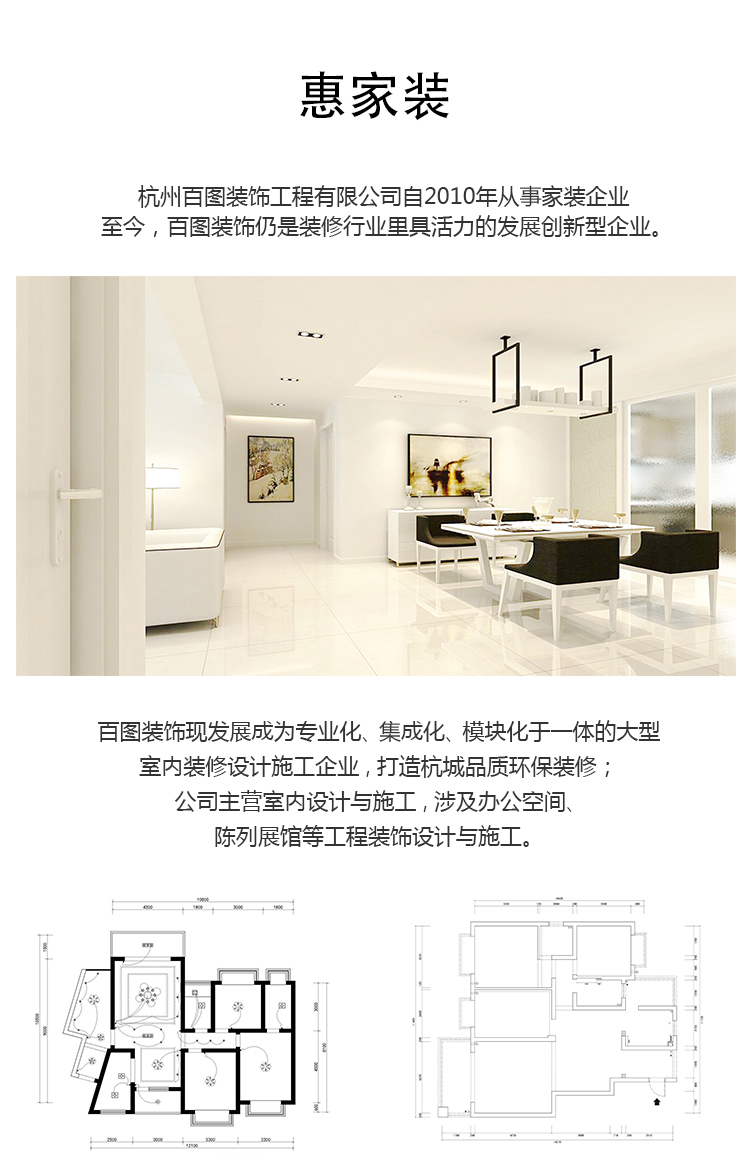 惠家装
杭州百图装饰工程有限公司自2010年从事家装企业
至今，百图装饰仍是装修行业里具活力的发展创新型企业。
百图装饰现发展成为专业化、集成化、模块化于一体的大型
室内装修设计施工企业，打造杭城品质环保装修；
公司主营室内设计与施工，涉及办公空间、
陈列展馆等工程装饰设计与施工。
10800
4200 1800 3000 1800
1500
10500
9000
3000
4500
8100
600
2500 3000 3300 3300
12100